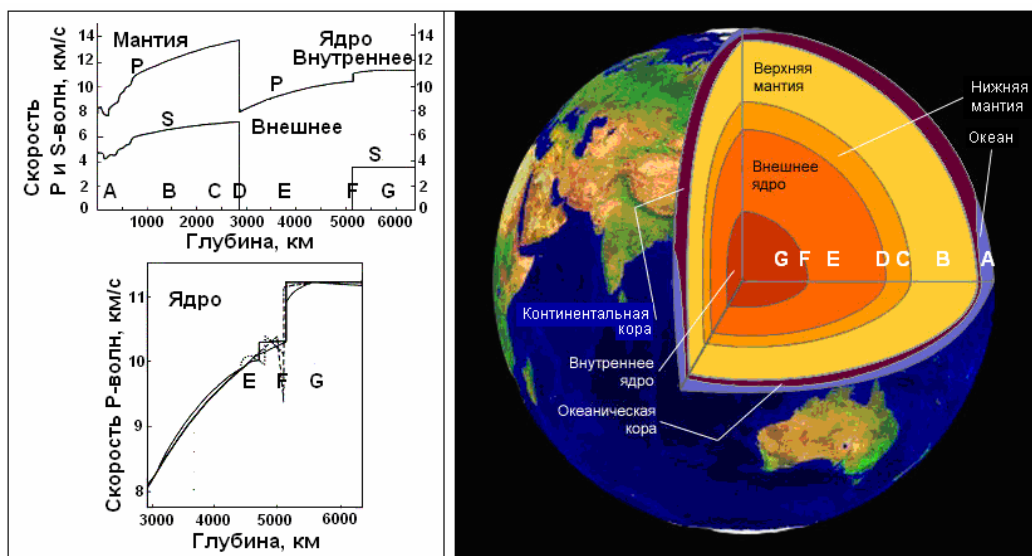 Скорость
P и S-волн, км/с
14
12
10
8
6
4
2
0
Мантия
P
S
Ядро
Внутреннее
P
Внешнее
S
14
12
10
8
6
4
2
0
A B C D E F G
1000 2000 3000 4000 5000 6000
Глубина, км
Скорость P-волн, км/с
11
10
9
8
Ядро
E F G
3000 4000 5000 6000
Глубина, км
Верхняя
мантия
Нижняя
мантия
Океан
Внешнее
ядро
G F E D C B A
Континентальная
кора
Внутреннее
ядро
Океаническая
кора